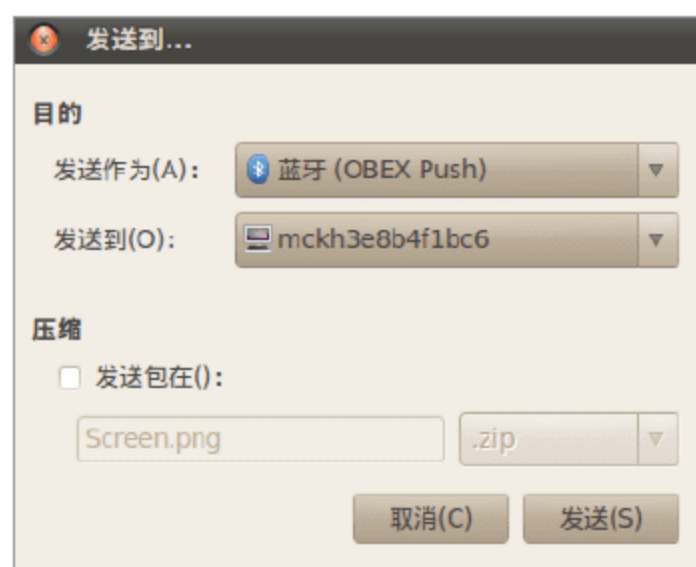 发送到...
目的
发送作为(A): 蓝牙 (OBEX Push)
发送到(O): mckh3e8b4f1bc6
压缩
发送包在():
Screen.png .zip
取消(C) 发送(S)